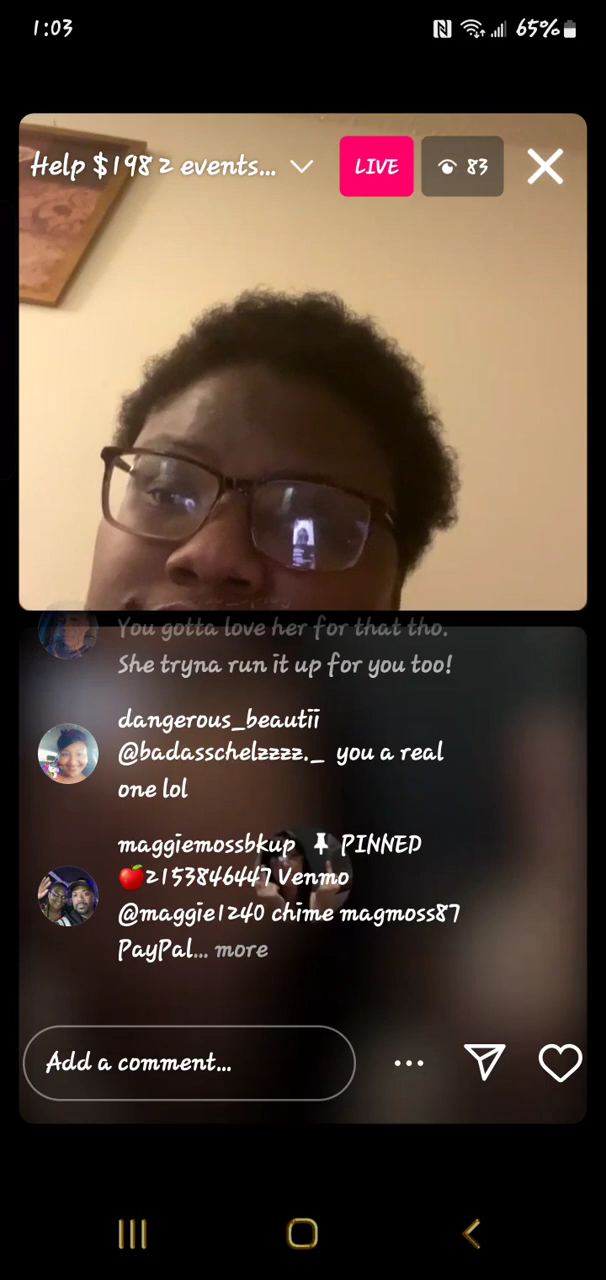 1:03
65%
Help $198 2 events...
LIVE
83
You gotta love her for that tho.
She tryna run it up for you too!
dangerous_beautii
@badasschelzzzz._ you a real
one lol
maggiemossbkup 📌 PINNED
🍎2153846447 Venmo
@maggie1240 chime magmoss87
PayPal... more
Add a comment...